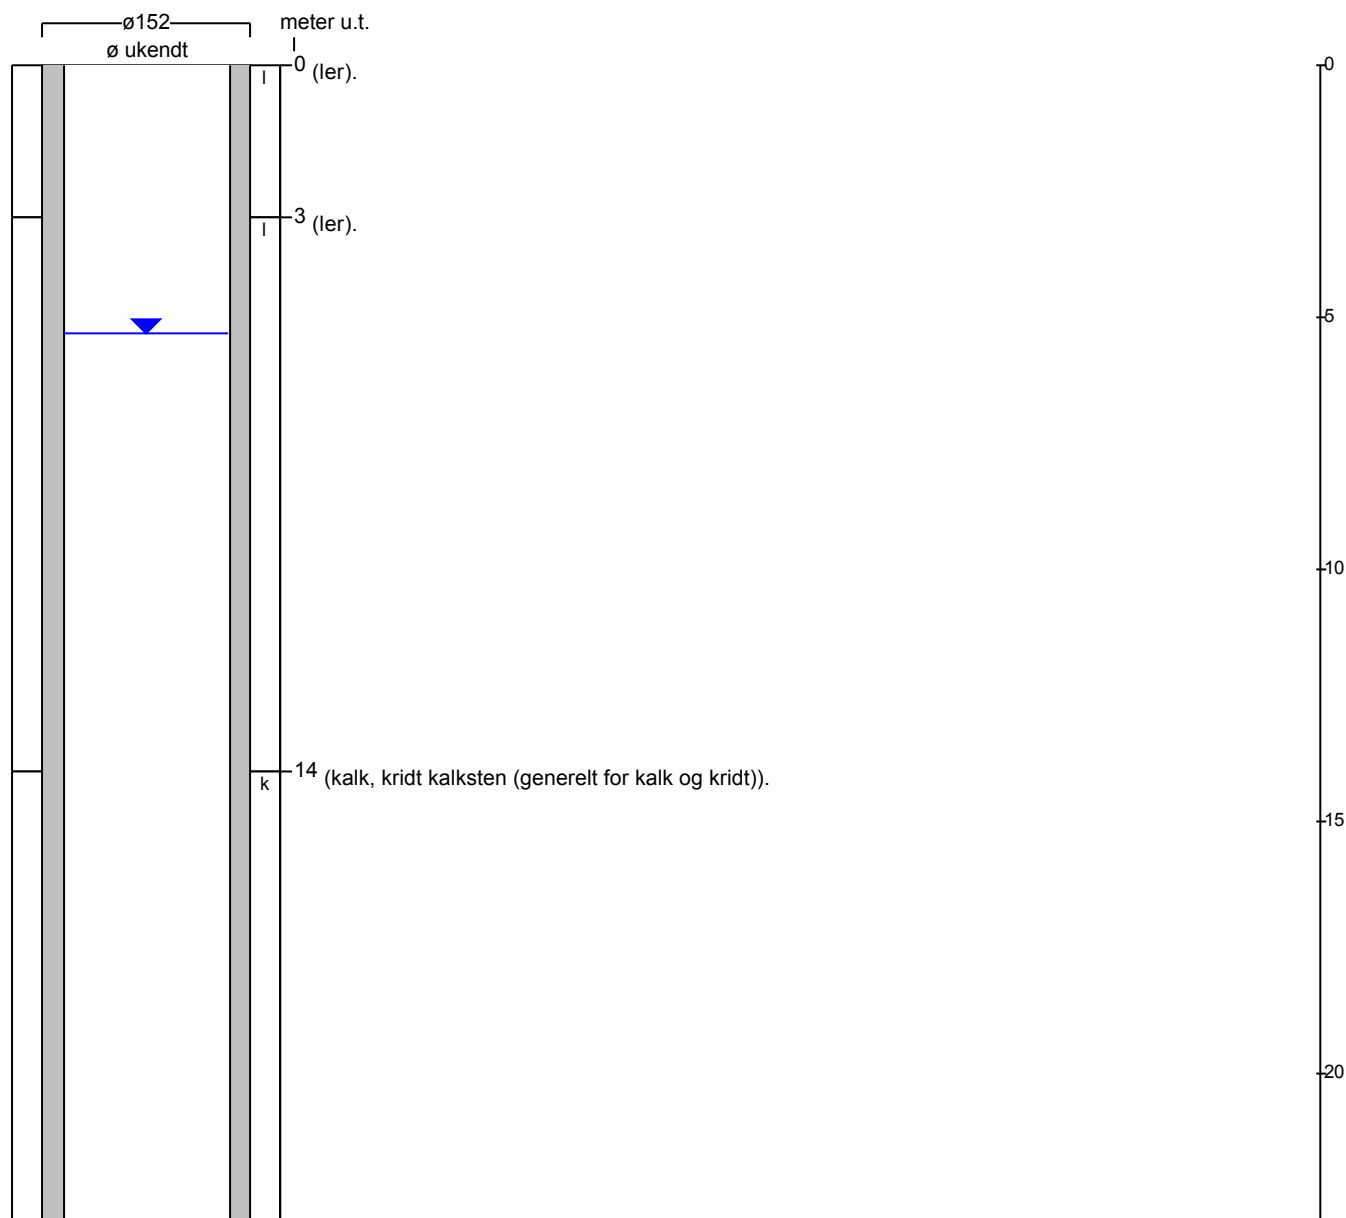 ø152 meter u.t.
ø ukendt
0 (ler). 0
l
3 (ler).
l
5
10
14 (kalk, kridt kalksten (generelt for kalk og kridt)).
k
15
20